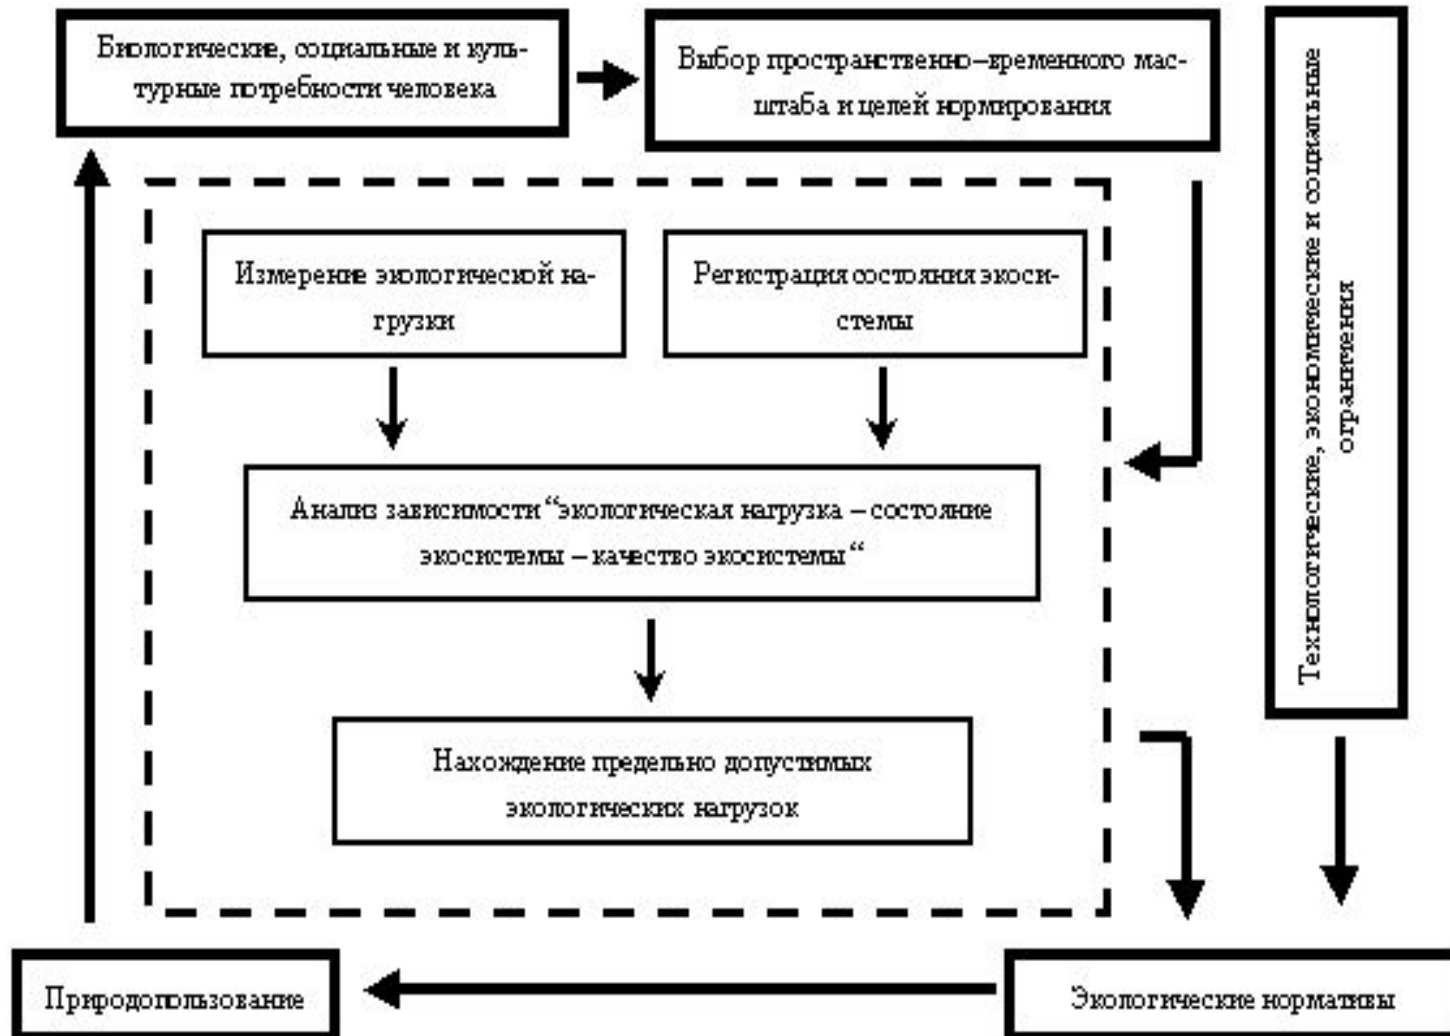 Биологические, социальные и куль-
турные потребности человека
Выбор пространственно–временного мас-
штаба и целей нормирования
Технологические, экономические и социальные
ограничения
Измерение экологической на-
грузки
Регистрация состояния экоси-
стемы
Анализ зависимости “экологическая нагрузка – состояние
экосистемы – качество экосистемы“
Нахождение предельно допустимых
экологических нагрузок
Природопользование
Экологические нормативы